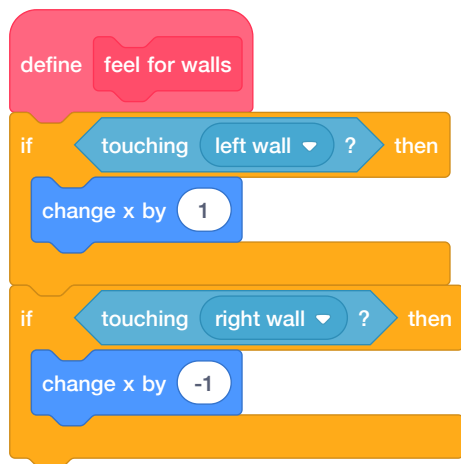 define feel for walls
if touching left wall ? then
change x by 1
if touching right wall ? then
change x by -1